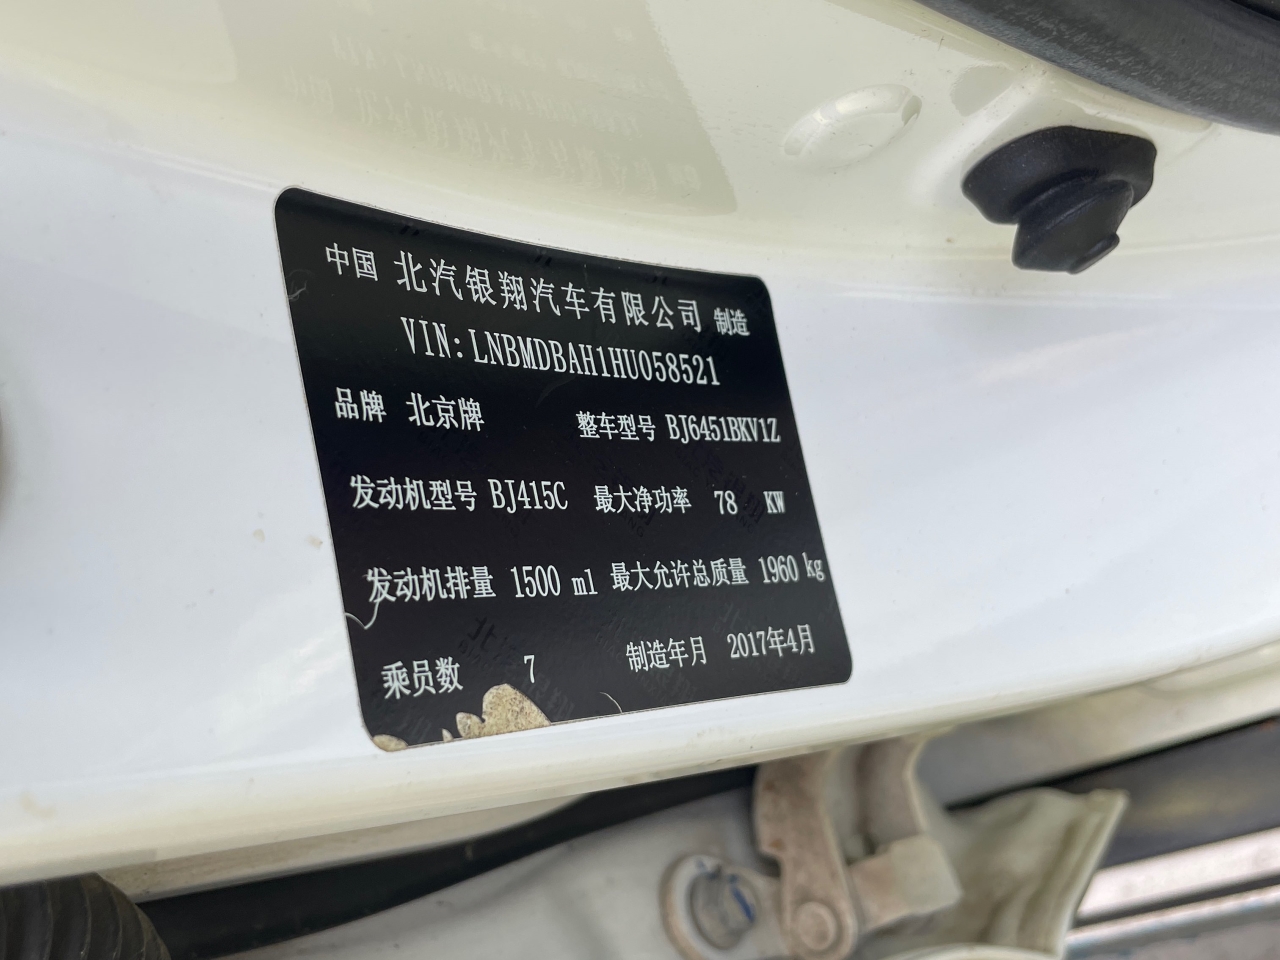 中国 北汽银翔汽车有限公司 制造
VIN:LNBMDBAH1HU058521
品牌 北京牌 整车型号 BJ6451BKV1Z
发动机型号 BJ415C 最大净功率 78 KW
发动机排量 1500 ml 最大允许总质量 1960 kg
乘员数 7 制造年月 2017年4月